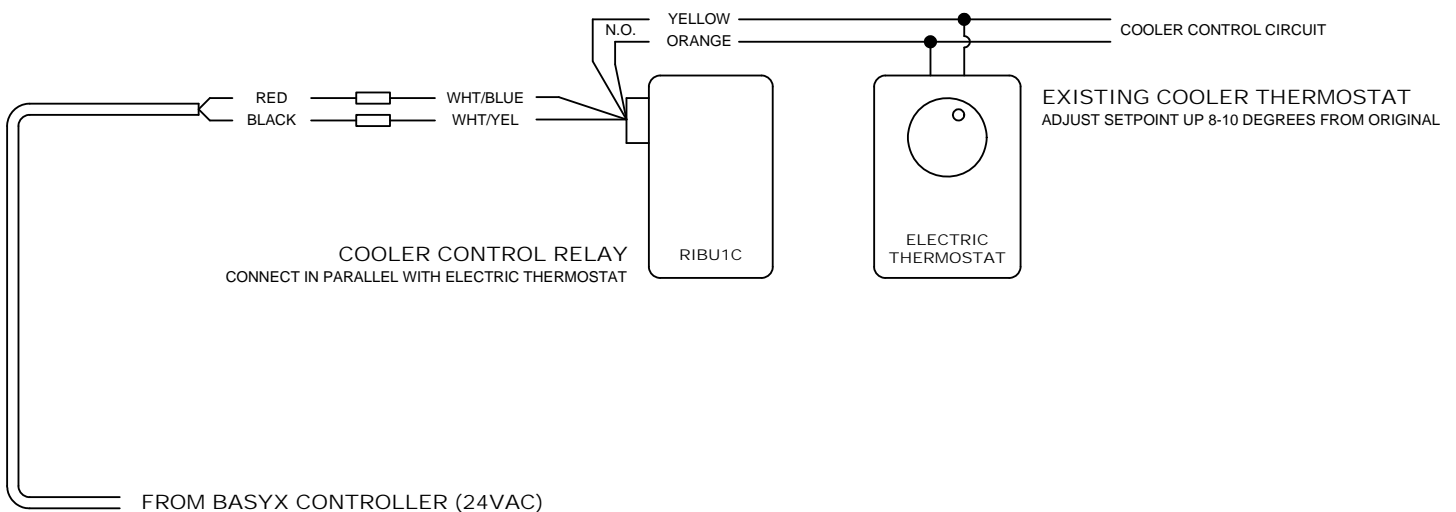 YELLOW
N.O.
COOLER CONTROL CIRCUIT
ORANGE
RED
WHT/BLUE
BLACK
WHT/YEL
EXISTING COOLER THERMOSTAT
ADJUST SETPOINT UP 8-10 DEGREES FROM ORIGINAL
COOLER CONTROL RELAY
CONNECT IN PARALLEL WITH ELECTRIC THERMOSTAT
RIBU1C
ELECTRIC
THERMOSTAT
FROM BASYX CONTROLLER (24VAC)